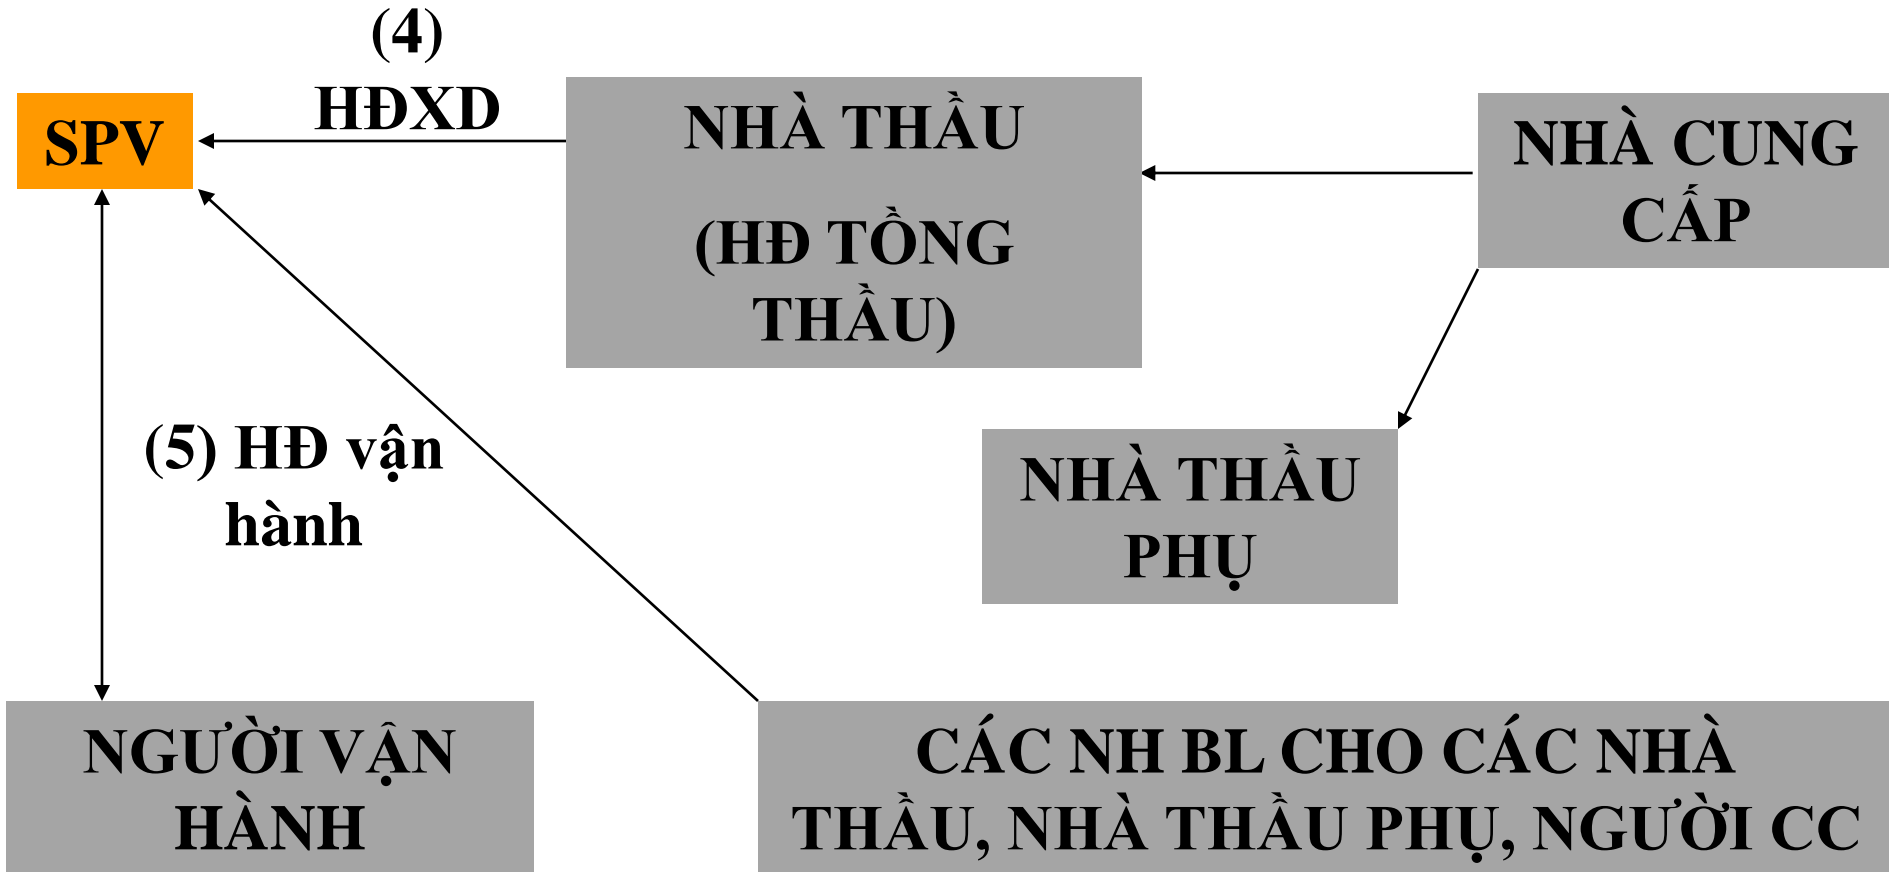 (4)
HĐXD
SPV
NHÀ THẦU
(HĐ TỒNG
THẦU)
NHÀ CUNG
CẤP
(5) HĐ vận
hành
NHÀ THẦU
PHỤ
NGƯỜI VẬN
HÀNH
CÁC NH BL CHO CÁC NHÀ
THẦU, NHÀ THẦU PHỤ, NGƯỜI CC